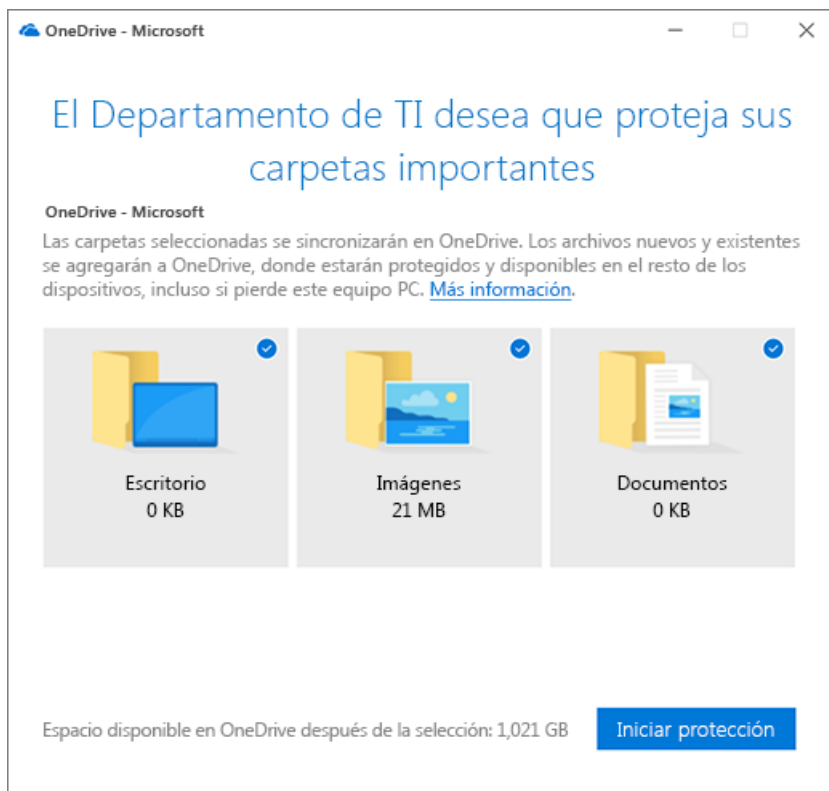 OneDrive - Microsoft
El Departamento de TI desea que proteja sus
carpetas importantes
OneDrive - Microsoft
Las carpetas seleccionadas se sincronizarán en OneDrive. Los archivos nuevos y existentes
se agregarán a OneDrive, donde estarán protegidos y disponibles en el resto de los
dispositivos, incluso si pierde este equipo PC. Más información.
Escritorio
0 KB
Imágenes
21 MB
Documentos
0 KB
Espacio disponible en OneDrive después de la selección: 1,021 GB
Iniciar protección